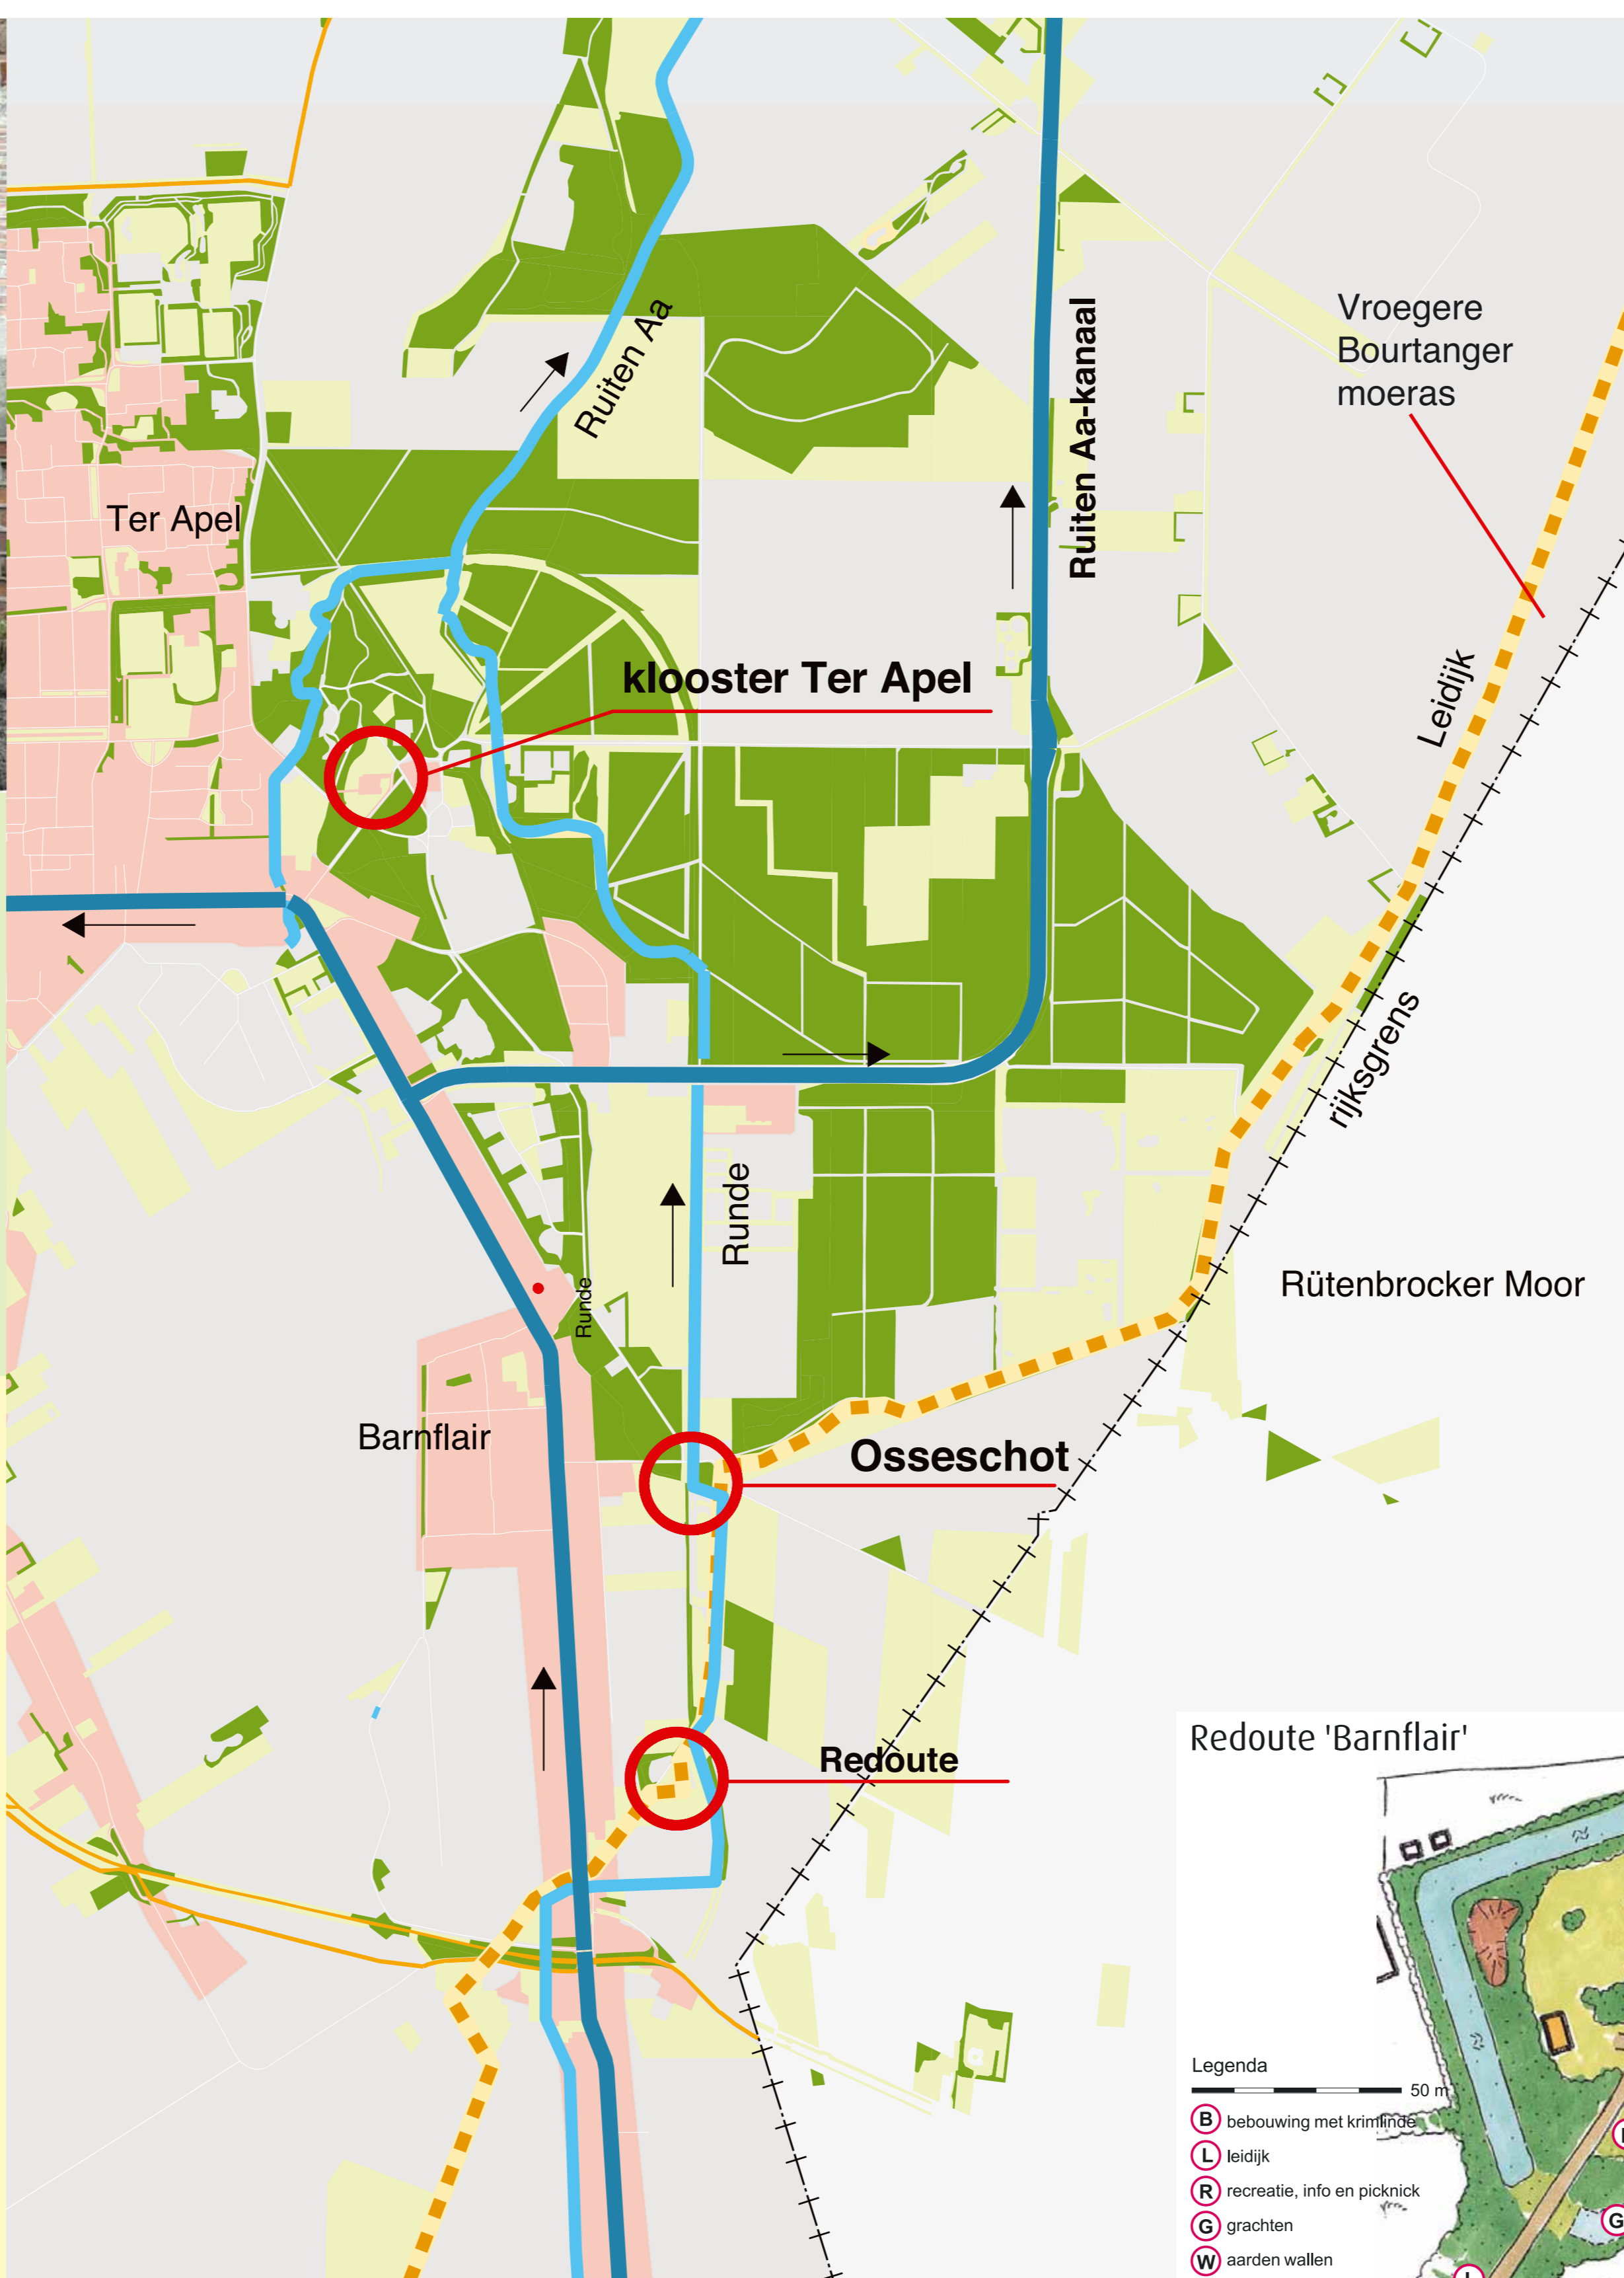 Vroegere
Bourtanger
moeras
Ruiten Aa
Ruiten Aa-kanaal
Ter Apel
klooster Ter Apel
Leidijk
rijksgrens
Runde
Runde
Rütenbrocker Moor
Barnflair
Osseschot
Redoute
Redoute 'Barnflair'
Legenda
50 m
B bebouwing met krimlinde
L leidijk
R recreatie, info en picknick
G grachten
W aarden wallen
G